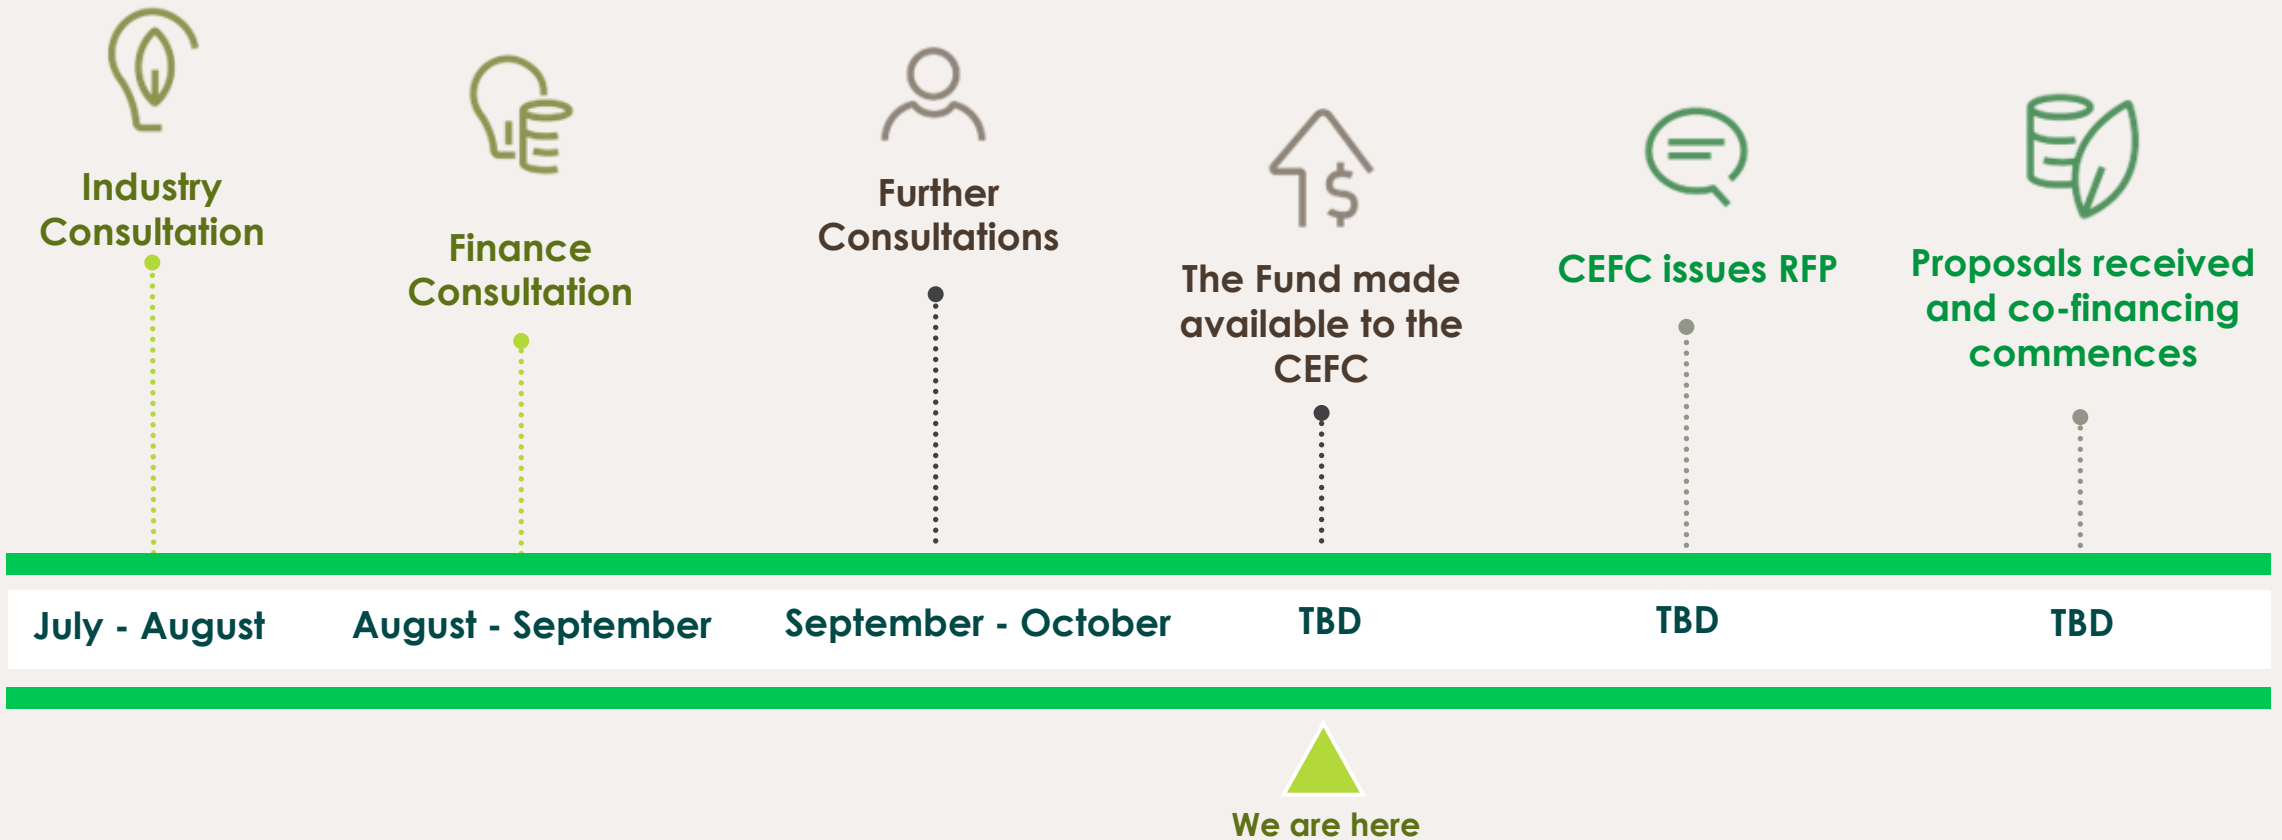 Industry
Consultation
Finance
Consultation
Further
Consultations
The Fund made
available to the
CEFC
CEFC issues RFP
Proposals received
and co-financing
commences
July - August
August - September
September - October
TBD
TBD
TBD
We are here